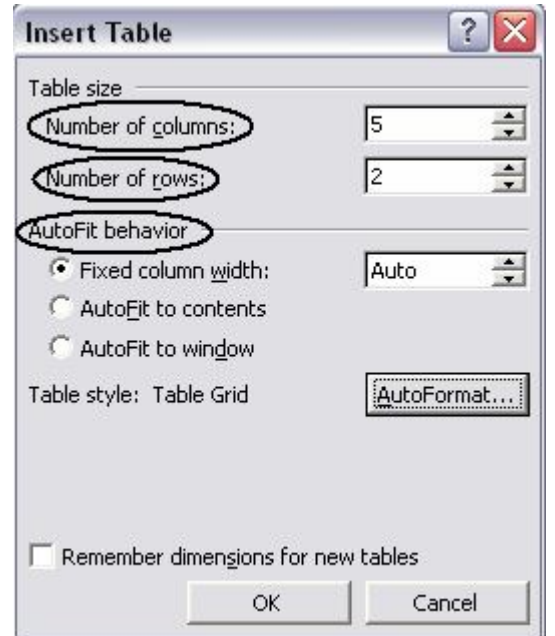 Insert Table
Table size
Number of columns: 5
Number of rows: 2
AutoFit behavior
Fixed column width: Auto
AutoFit to contents
AutoFit to window
Table style: Table Grid AutoFormat...
Remember dimensions for new tables
OK Cancel